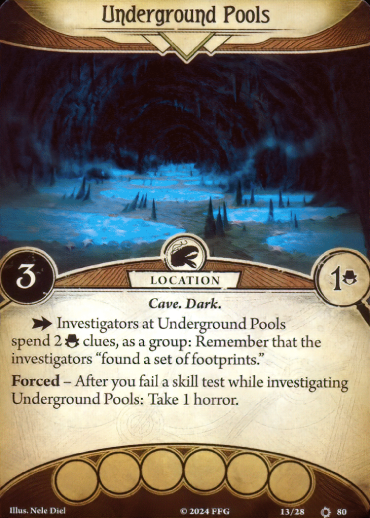 Underground Pools
3
1
LOCATION
Cave. Dark.
Investigators at Underground Pools
spend 2 clues, as a group: Remember that the
investigators “found a set of footprints.”
Forced – After you fail a skill test while investigating
Underground Pools: Take 1 horror.
Illus. Nele Diel © 2024 FFG 13/28 80